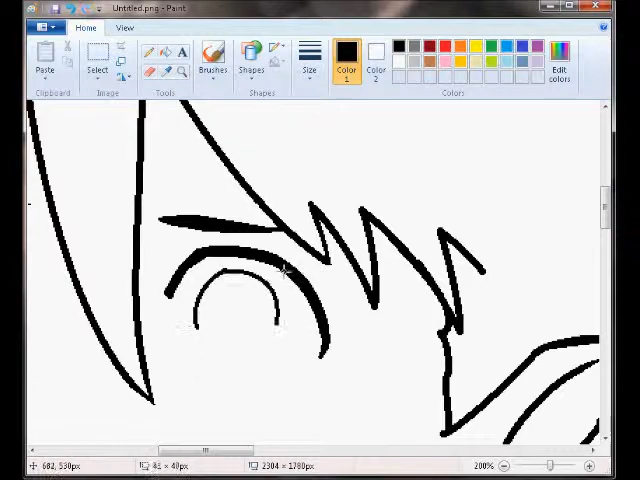 Untitled.png - Paint
Home View
Paste
Select
Brushes
Shapes
Size
Color 1
Color 2
Edit colors
Clipboard Image Tools Shapes Colors
682, 530px
2304 × 1780px
200%